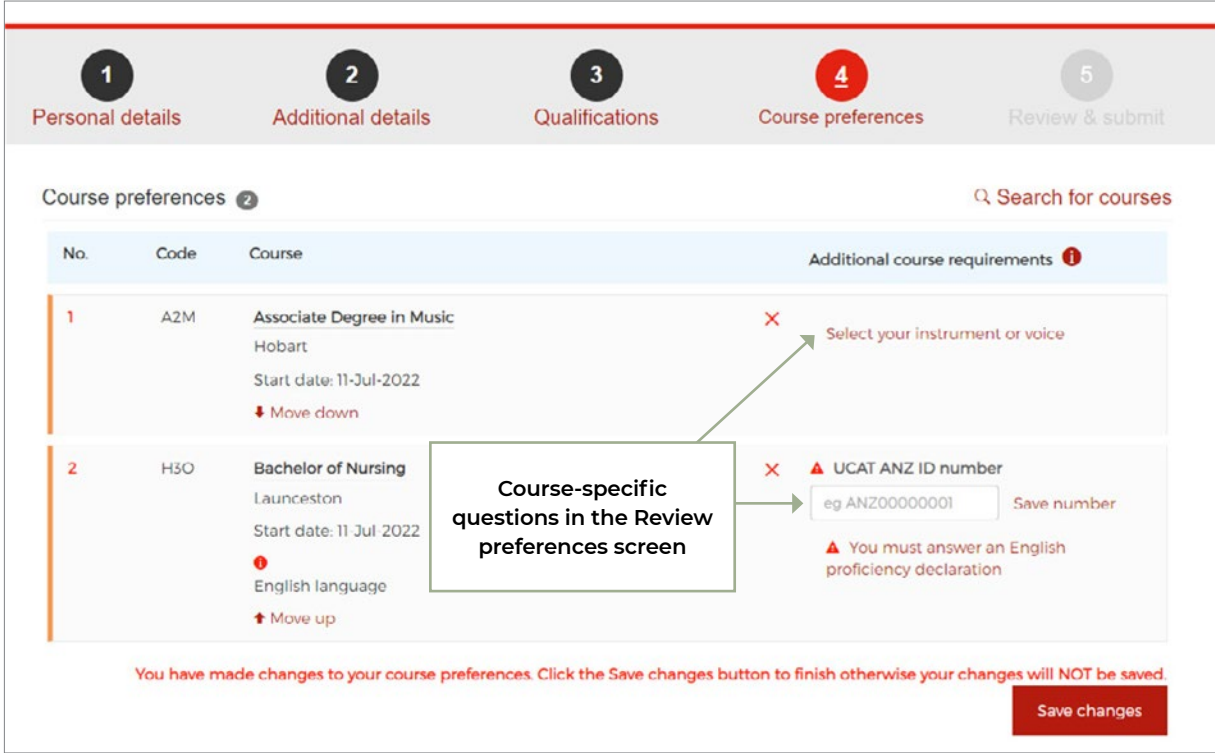 1 2 3 4 5
Personal details Additional details Qualifications Course preferences Review & submit
Course preferences 2 Search for courses
No. Code Course Additional course requirements
1 A2M Associate Degree in Music
Select your instrument or voice
Hobart
Start date: 11-Jul-2022
Move down
2 H3O Bachelor of Nursing UCAT ANZ ID number
Launceston eg ANZ00000001 Save number
Start date: 11-Jul-2022
You must answer an English
proficiency declaration
English language
Move up
Course-specific
questions in the Review
preferences screen
You have made changes to your course preferences. Click the Save changes button to finish otherwise your changes will NOT be saved.
Save changes